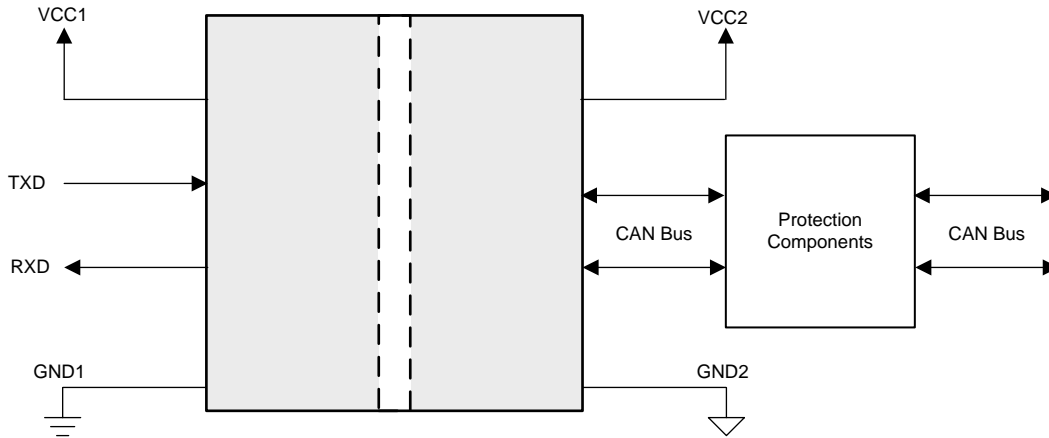 VCC1
VCC2
TXD
RXD
CAN Bus
Protection
Components
CAN Bus
GND1
GND2